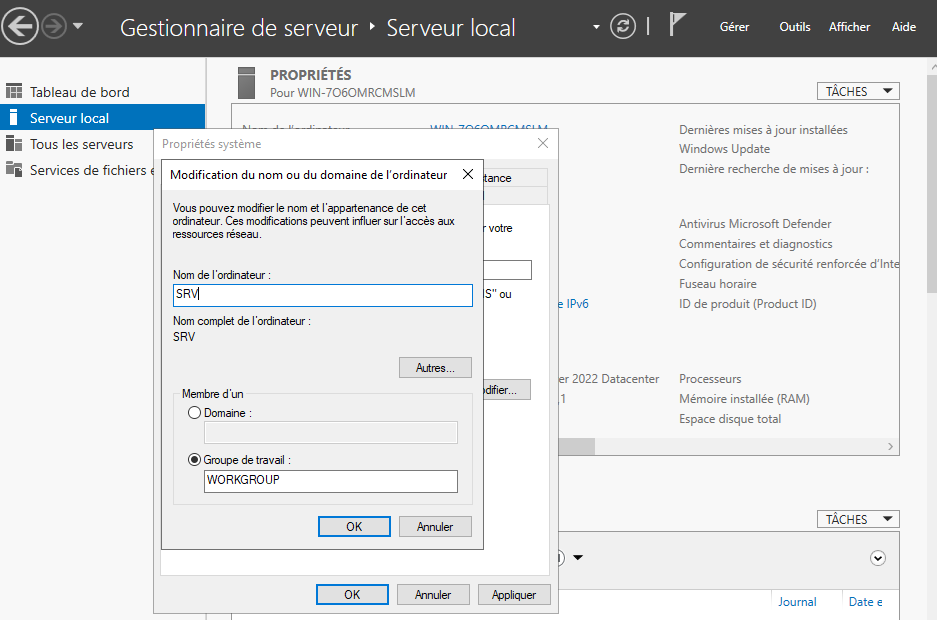 Gestionnaire de serveur ‣ Serveur local
Gérer
Outils
Afficher
Aide
Tableau de bord
Serveur local
Tous les serveurs
Services de fichiers e
PROPRIÉTÉS
Pour WIN-7O6OMRCMSLM
TÂCHES
Nom de l'ordinateur
WIN-7O6OMRCMSLM
Dernières mises à jour installées
Windows Update
Dernière recherche de mises à jour :
Antivirus Microsoft Defender
Commentaires et diagnostics
Configuration de sécurité renforcée d'Inte
Fuseau horaire
ID de produit (Product ID)
e IPv6
er 2022 Datacenter
,1
Processeurs
Mémoire installée (RAM)
Espace disque total
Propriétés système
tance
r votre
IS" ou
odifier...
Modification du nom ou du domaine de l'ordinateur
Vous pouvez modifier le nom et l'appartenance de cet
ordinateur. Ces modifications peuvent influer sur l'accès aux
ressources réseau.
Nom de l'ordinateur :
SRV
Nom complet de l'ordinateur :
SRV
Autres...
Membre d'un
Domaine :
Groupe de travail :
WORKGROUP
OK
Annuler
OK
Annuler
Appliquer
TÂCHES
Journal
Date e